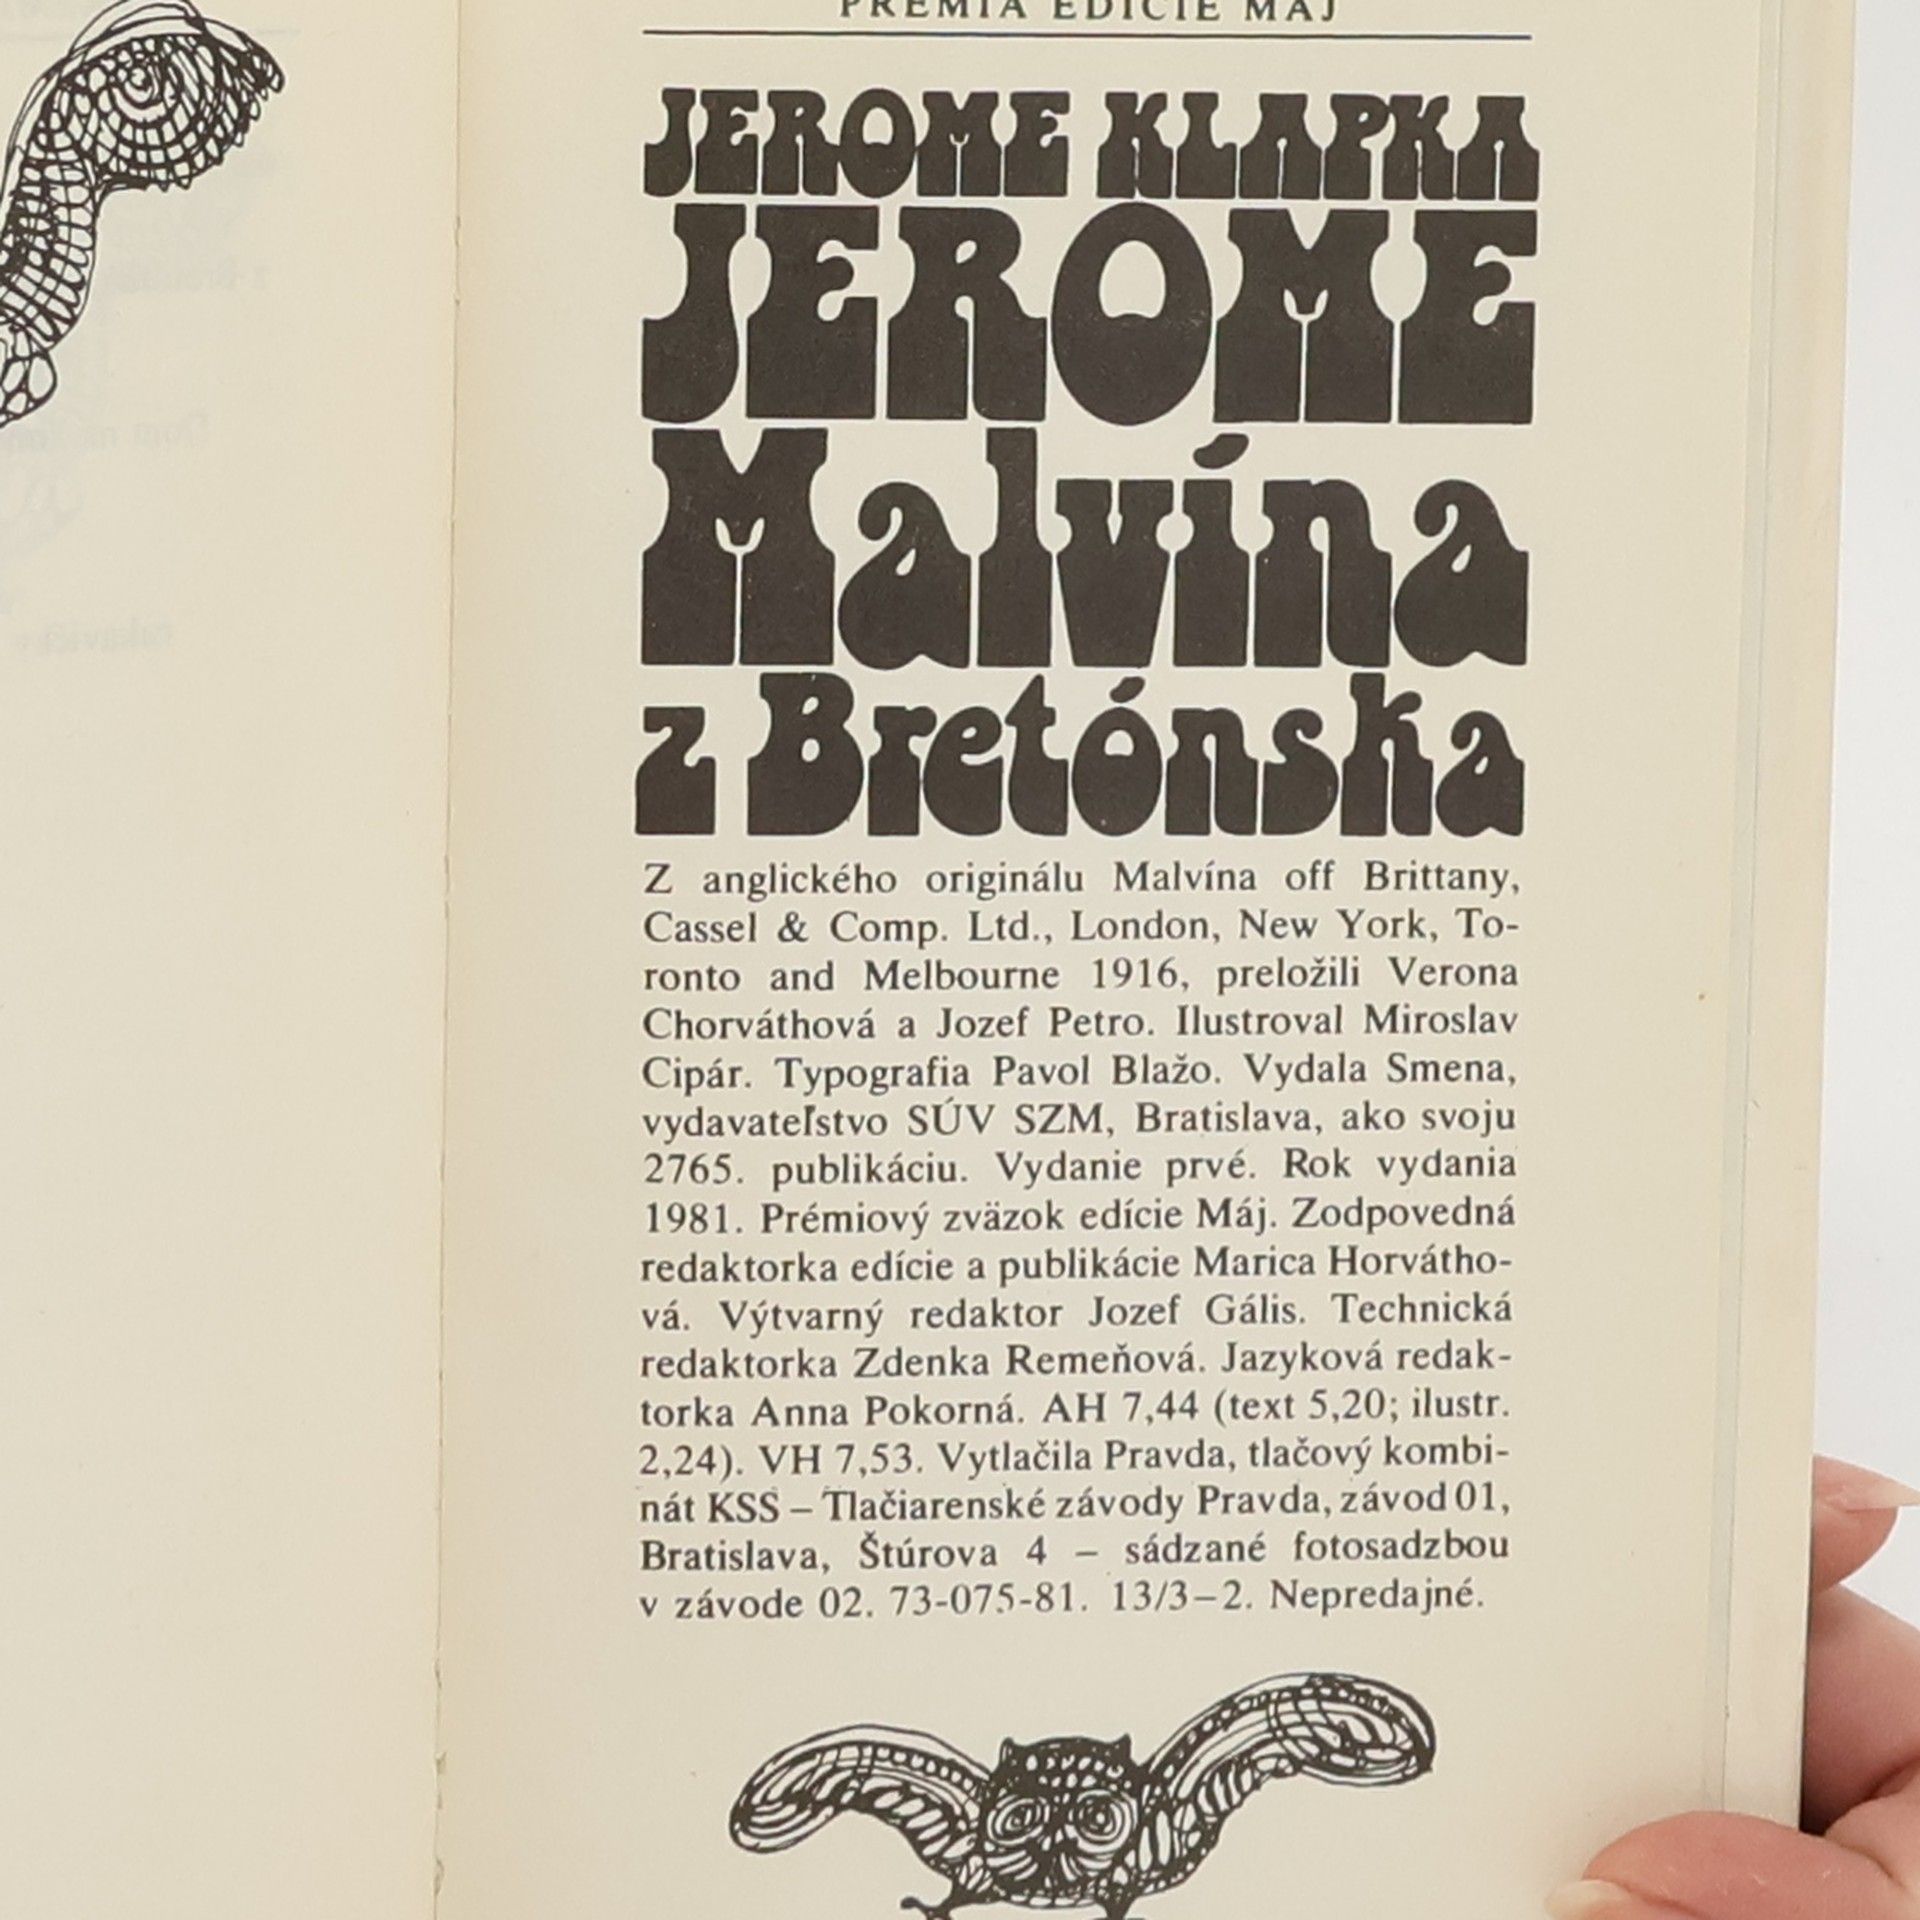 PRÉMIA EDÍCIE MÁJ
JEROME KLAPKA
JEROME
Malvína
z Bretónska
Z anglického originálu Malvína off Brittany,
Cassel & Comp. Ltd., London, New York, To-
ronto and Melbourne 1916, preložili Verona
Chorváthová a Jozef Petro. Ilustroval Miroslav
Cipár. Typografia Pavol Blažo. Vydala Smena,
vydavateľstvo SÚV SZM, Bratislava, ako svoju
2765. publikáciu. Vydanie prvé. Rok vydania
1981. Prémiový zväzok edície Máj. Zodpovedná
redaktorka edície a publikácie Marica Horvátho-
vá. Výtvarný redaktor Jozef Gális. Technická
redaktorka Zdenka Remeňová. Jazyková redak-
torka Anna Pokorná. AH 7,44 (text 5,20; ilustr.
2,24). VH 7,53. Vytlačila Pravda, tlačový kombi-
nát KSS – Tlačiarenské závody Pravda, závod 01,
Bratislava, Štúrova 4 – sádzané fotosadzbou
v závode 02. 73-075-81. 13/3–2. Nepredajné.